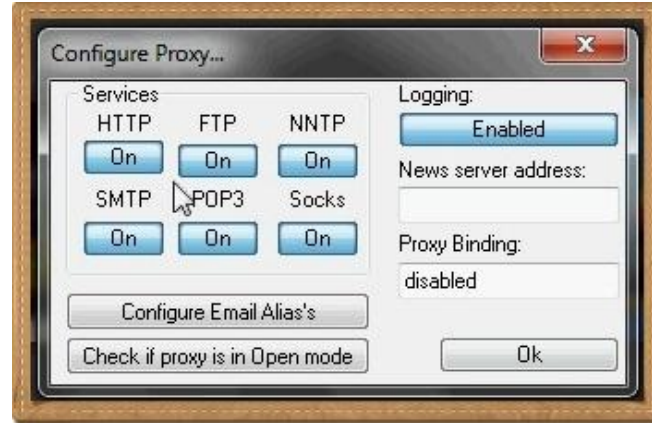 Configure Proxy...
Services
HTTP FTP NNTP
On On On
SMTP POP3 Socks
On On On
Configure Email Alias's
Check if proxy is in Open mode
Logging:
Enabled
News server address:
Proxy Binding:
disabled
Ok